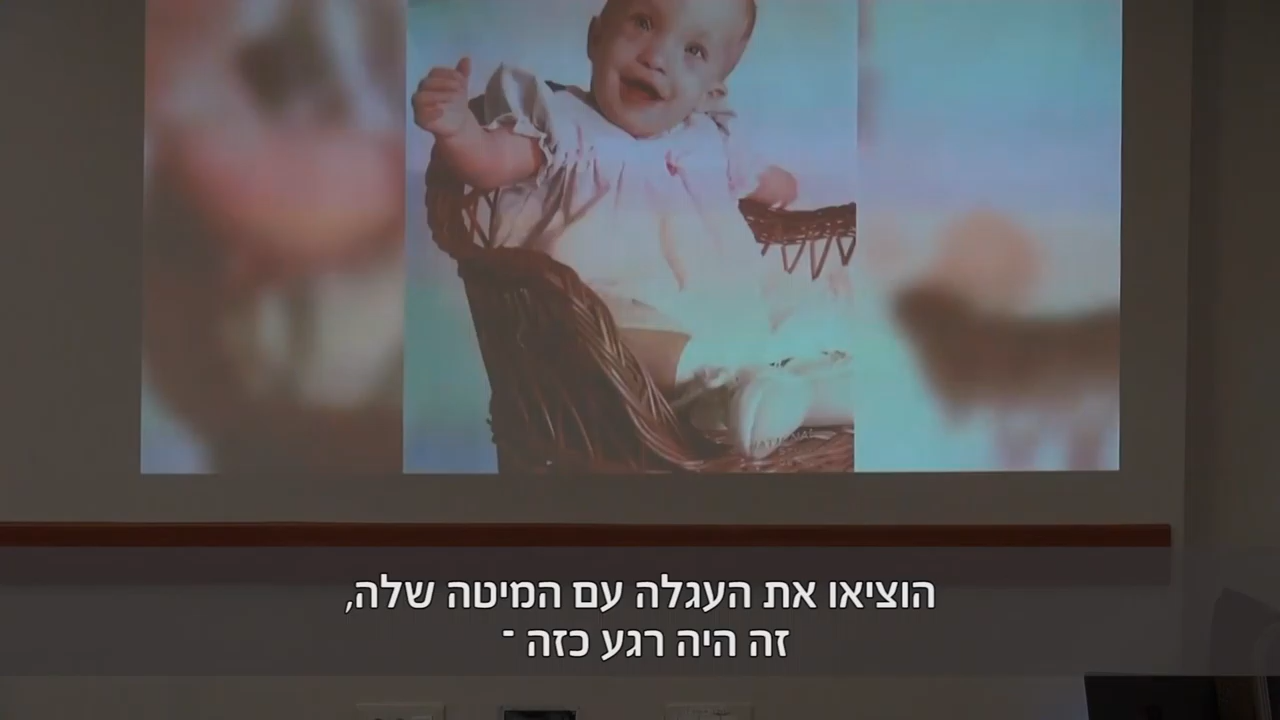 הוציאו את העגלה עם המיטה שלה,
זה היה רגע כזה -